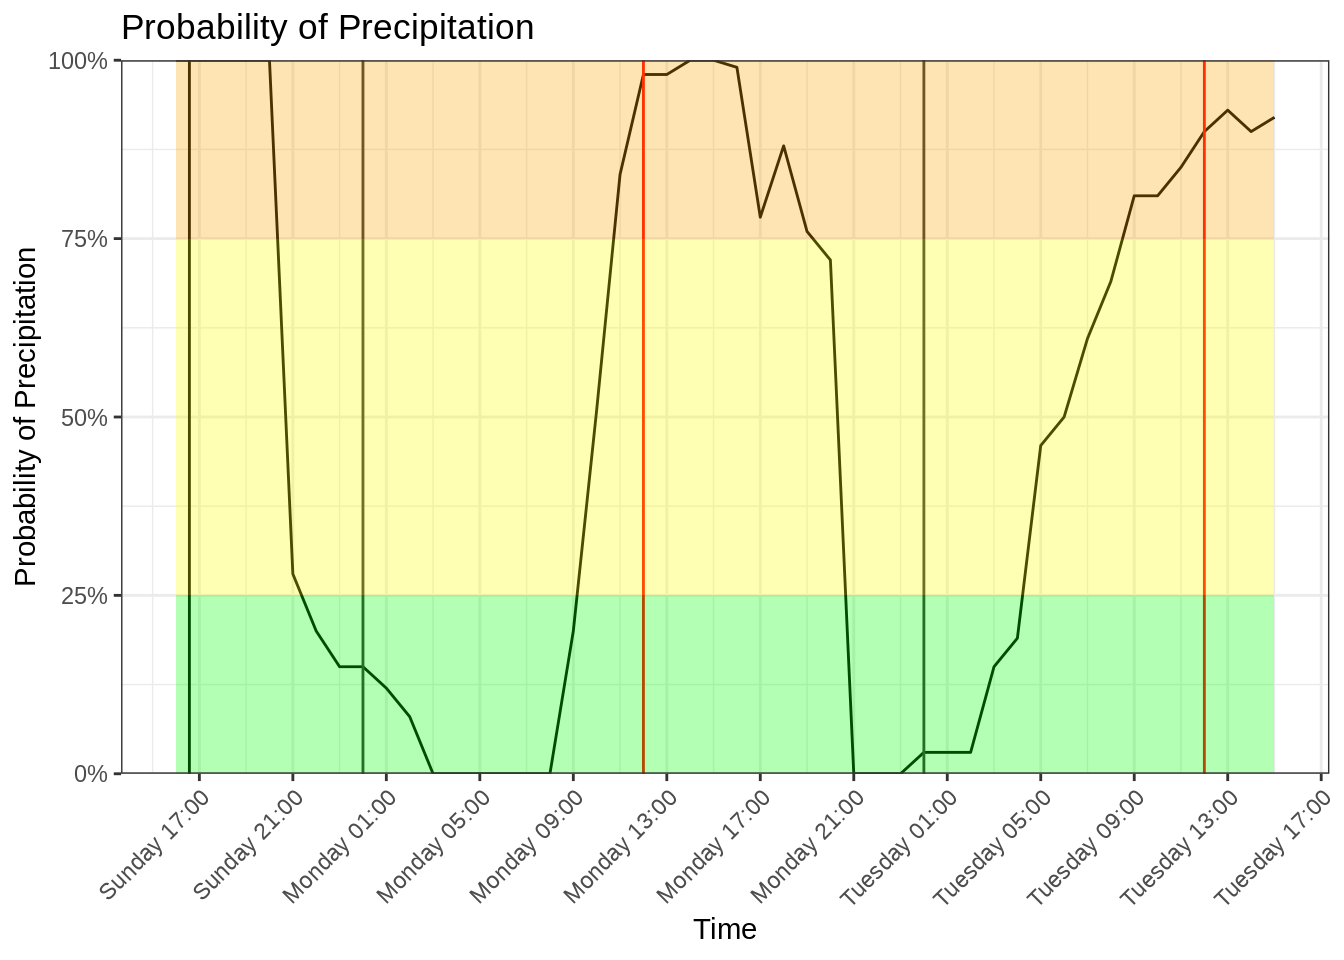 Probability of Precipitation
Probability of Precipitation
100%
75%
50%
25%
0%
Sunday 17:00
Sunday 21:00
Monday 01:00
Monday 05:00
Monday 09:00
Monday 13:00
Monday 17:00
Monday 21:00
Tuesday 01:00
Tuesday 05:00
Tuesday 09:00
Tuesday 13:00
Tuesday 17:00
Time